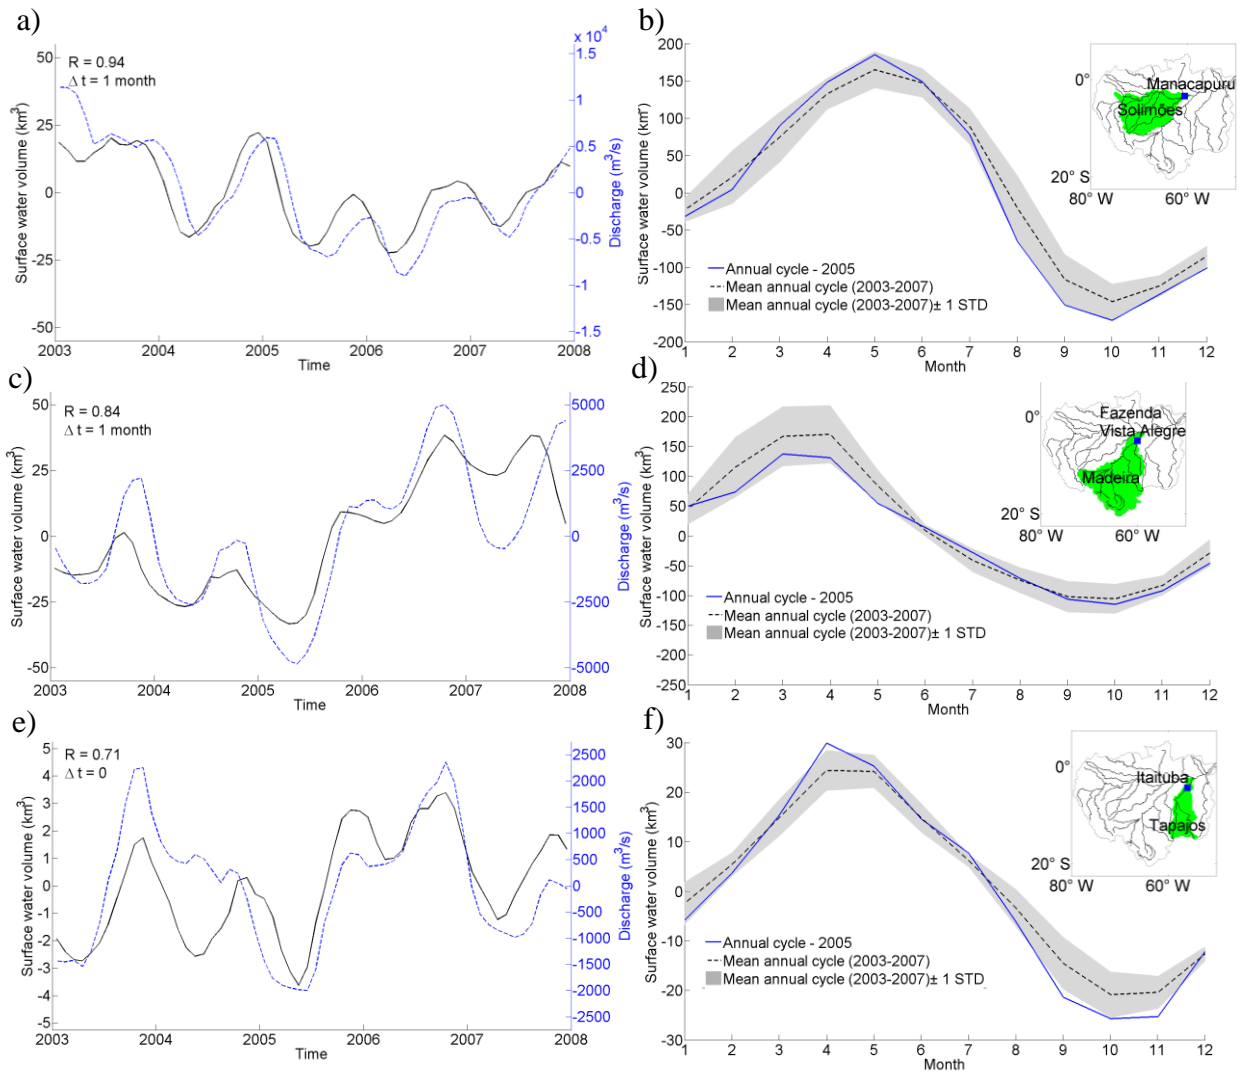 a)
x 10⁴
R = 0.94
Δ t = 1 month
50
25
0
-25
-50
1.5
1
0.5
0
-0.5
-1
-1.5
Surface water volume (km³)
Discharge (m³/s)
2003 2004 2005 2006 2007 2008
Time
b)
200
150
100
50
0
-50
-100
-150
-200
Surface water volume (km³)
Annual cycle - 2005
Mean annual cycle (2003-2007)
Mean annual cycle (2003-2007)± 1 STD
1 2 3 4 5 6 7 8 9 10 11 12
Month
0°
Manacapuru
Solimões
20° S
80° W 60° W
c)
R = 0.84
Δ t = 1 month
50
25
0
-25
-50
5000
2500
0
-2500
-5000
Surface water volume (km³)
Discharge (m³/s)
2003 2004 2005 2006 2007 2008
Time
d)
250
200
150
100
50
0
-50
-100
-150
-200
-250
Surface water volume (km³)
Annual cycle - 2005
Mean annual cycle (2003-2007)
Mean annual cycle (2003-2007)± 1 STD
1 2 3 4 5 6 7 8 9 10 11 12
Month
0°
Fazenda
Vista Alegre
Madeira
20° S
80° W 60° W
e)
R = 0.71
Δ t = 0
5
4
3
2
1
0
-1
-2
-3
-4
-5
2500
2000
1500
1000
500
0
-500
-1000
-1500
-2000
-2500
Surface water volume (km³)
Discharge (m³/s)
2003 2004 2005 2006 2007 2008
Time
f)
30
20
10
0
-10
-20
-30
Surface water volume (km³)
Annual cycle - 2005
Mean annual cycle (2003-2007)
Mean annual cycle (2003-2007)± 1 STD
1 2 3 4 5 6 7 8 9 10 11 12
Month
0°
Itaituba
Tapajos
20° S
80° W 60° W